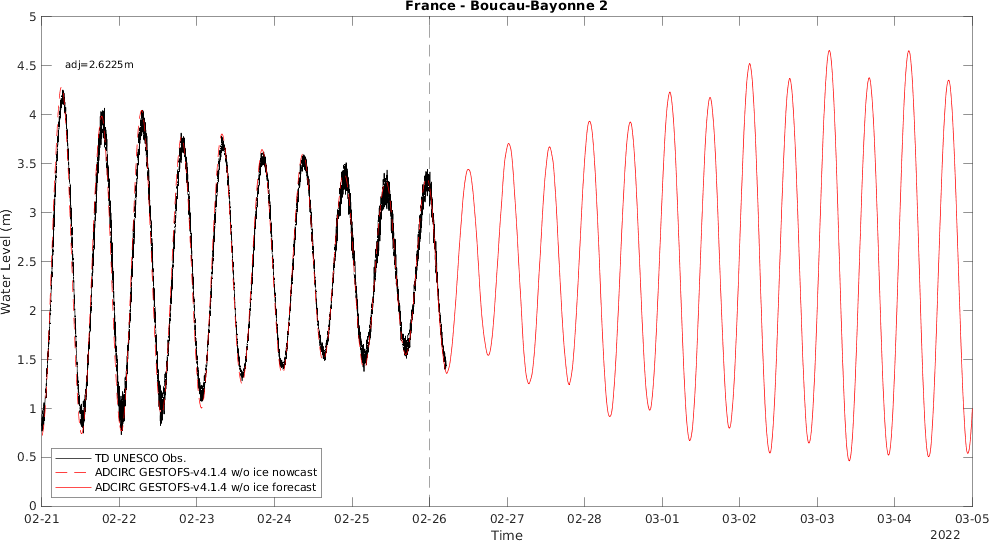 France - Boucau-Bayonne 2
5
4.5
4
3.5
3
2.5
2
1.5
1
0.5
0
Water Level (m)
adj=2.6225m
TD UNESCO Obs.
ADCIRC GESTOFS-v4.1.4 w/o ice nowcast
ADCIRC GESTOFS-v4.1.4 w/o ice forecast
02-21 02-22 02-23 02-24 02-25 02-26 02-27 02-28 03-01 03-02 03-03 03-04 03-05
Time
2022